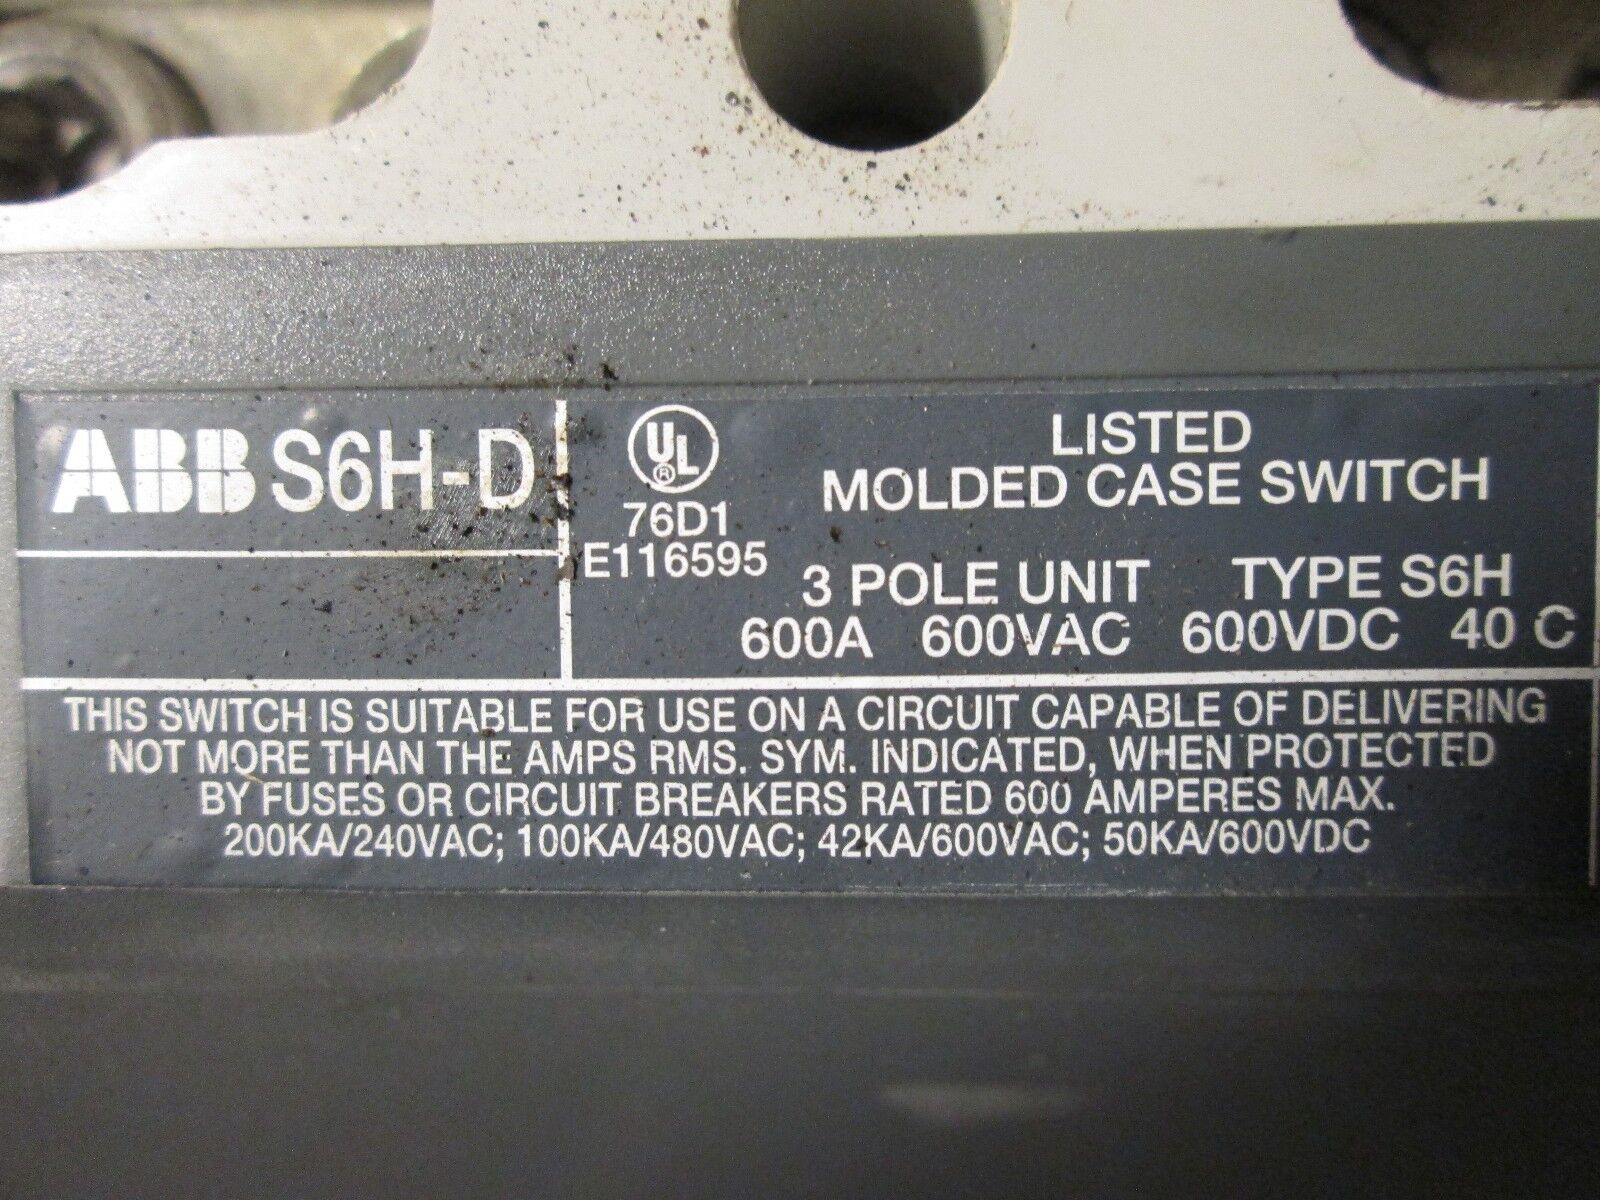 ABB S6H-D
UL
®
76D1
E116595
LISTED
MOLDED CASE SWITCH
3 POLE UNIT TYPE S6H
600A 600VAC 600VDC 40 C
THIS SWITCH IS SUITABLE FOR USE ON A CIRCUIT CAPABLE OF DELIVERING
NOT MORE THAN THE AMPS RMS. SYM. INDICATED, WHEN PROTECTED
BY FUSES OR CIRCUIT BREAKERS RATED 600 AMPERES MAX.
200KA/240VAC; 100KA/480VAC; 42KA/600VAC; 50KA/600VDC